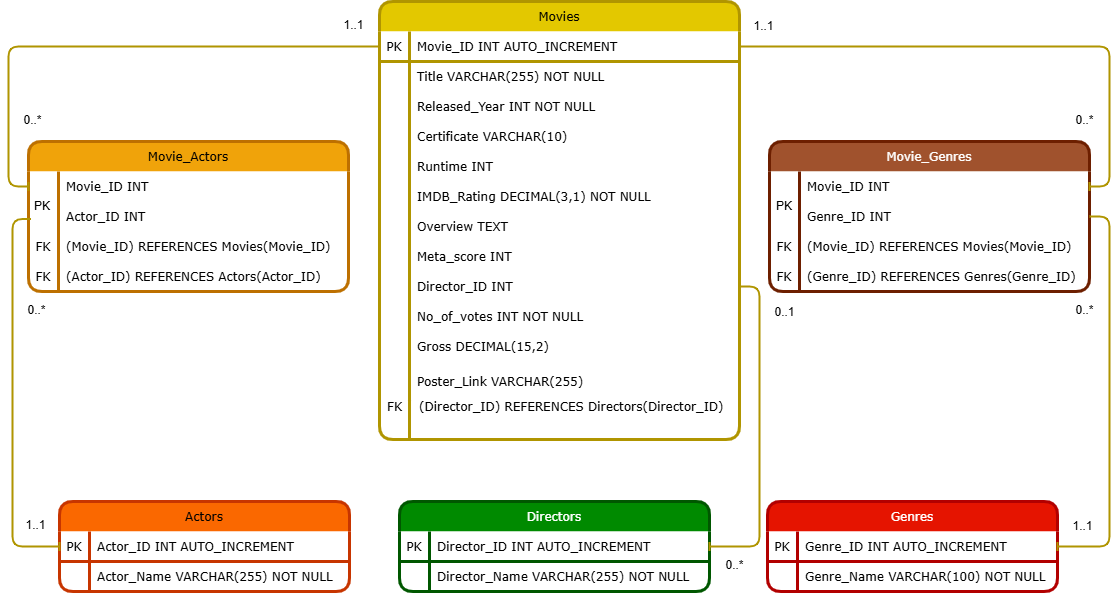 Movies
1..1
1..1
PK Movie_ID INT AUTO_INCREMENT
Title VARCHAR(255) NOT NULL
Released_Year INT NOT NULL
Certificate VARCHAR(10)
Runtime INT
IMDB_Rating DECIMAL(3,1) NOT NULL
Overview TEXT
Meta_score INT
Director_ID INT
No_of_votes INT NOT NULL
Gross DECIMAL(15,2)
Poster_Link VARCHAR(255)
FK (Director_ID) REFERENCES Directors(Director_ID)
0..*
Movie_Actors
Movie_ID INT
PK
Actor_ID INT
FK (Movie_ID) REFERENCES Movies(Movie_ID)
FK (Actor_ID) REFERENCES Actors(Actor_ID)
0..*
0..*
Movie_Genres
Movie_ID INT
PK
Genre_ID INT
FK (Movie_ID) REFERENCES Movies(Movie_ID)
FK (Genre_ID) REFERENCES Genres(Genre_ID)
0..1
0..*
Actors
1..1
PK Actor_ID INT AUTO_INCREMENT
Actor_Name VARCHAR(255) NOT NULL
Directors
PK Director_ID INT AUTO_INCREMENT
Director_Name VARCHAR(255) NOT NULL
0..*
Genres
1..1
PK Genre_ID INT AUTO_INCREMENT
Genre_Name VARCHAR(100) NOT NULL